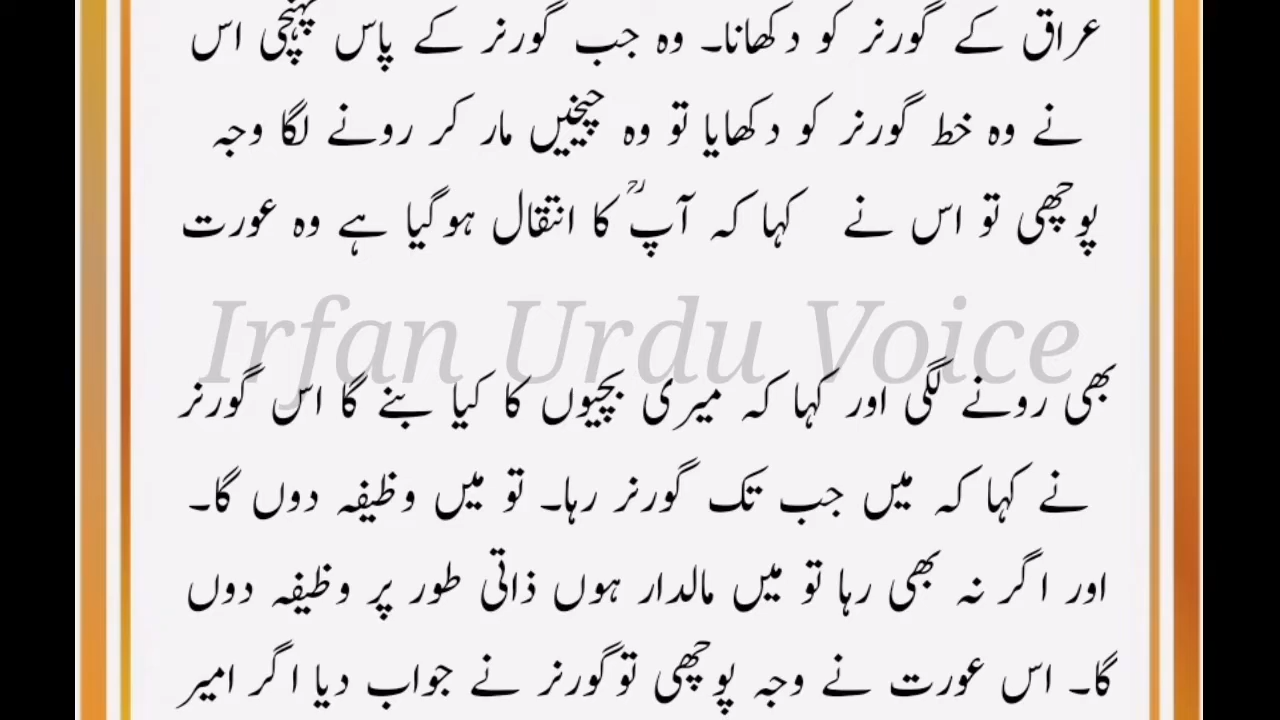 عراق کے گورنر کو دکھانا۔ وہ جب گورنر کے پاس پہنچی اس
نے وہ خط گورنر کو دکھایا تو وہ چیخیں مار کر رونے لگا وجہ
پوچھی تو اس نے کہا کہ آپؒ کا انتقال ہوگیا ہے وہ عورت
Irfan Urdu Voice
بھی رونے لگی اور کہا کہ میری بچیوں کا کیا بنے گا اس گورنر
نے کہا کہ میں جب تک گورنر رہا۔ تو میں وظیفہ دوں گا۔
اور اگر نہ بھی رہا تو میں مالدار ہوں ذاتی طور پر وظیفہ دوں
گا۔ اس عورت نے وجہ پوچھی تو گورنر نے جواب دیا اگر امیر